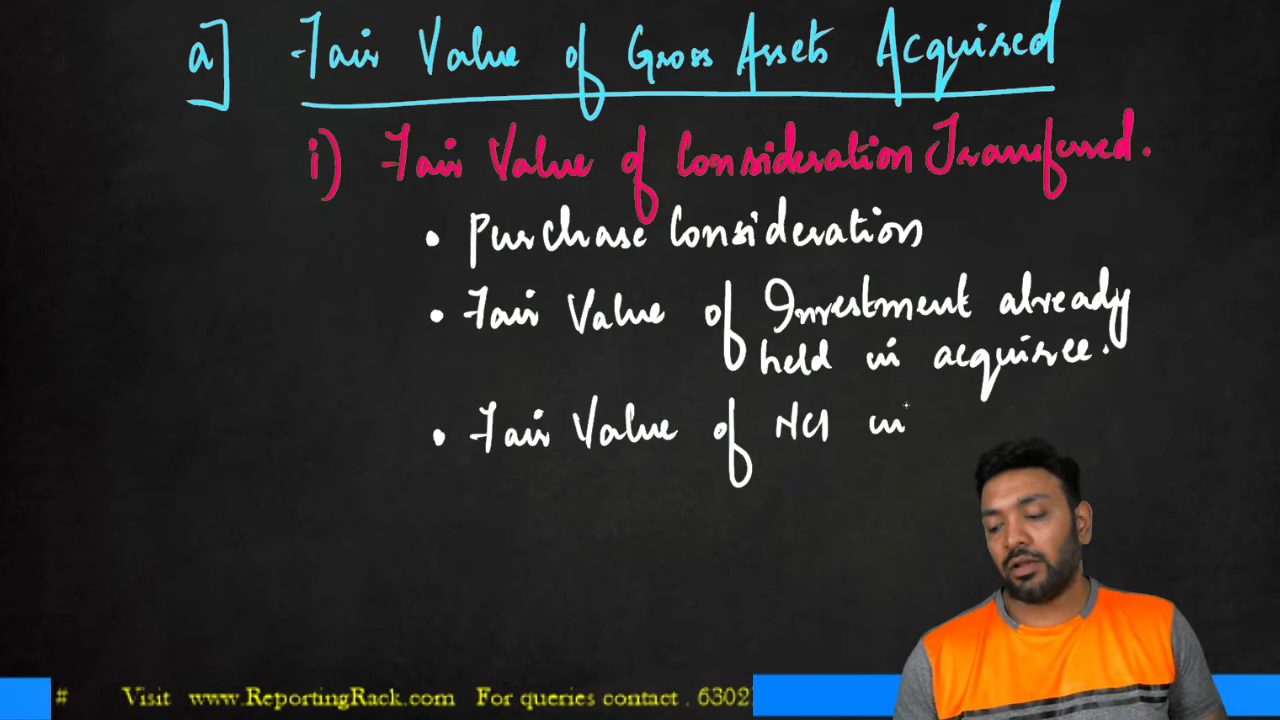 a] Fair Value of Gross Assets Acquired
i) Fair Value of Consideration Transferred.
• Purchase Consideration
• Fair Value of Investment already
held in acquiree.
• Fair Value of NCI in
# Visit www.ReportingRack.com For queries contact . 6302